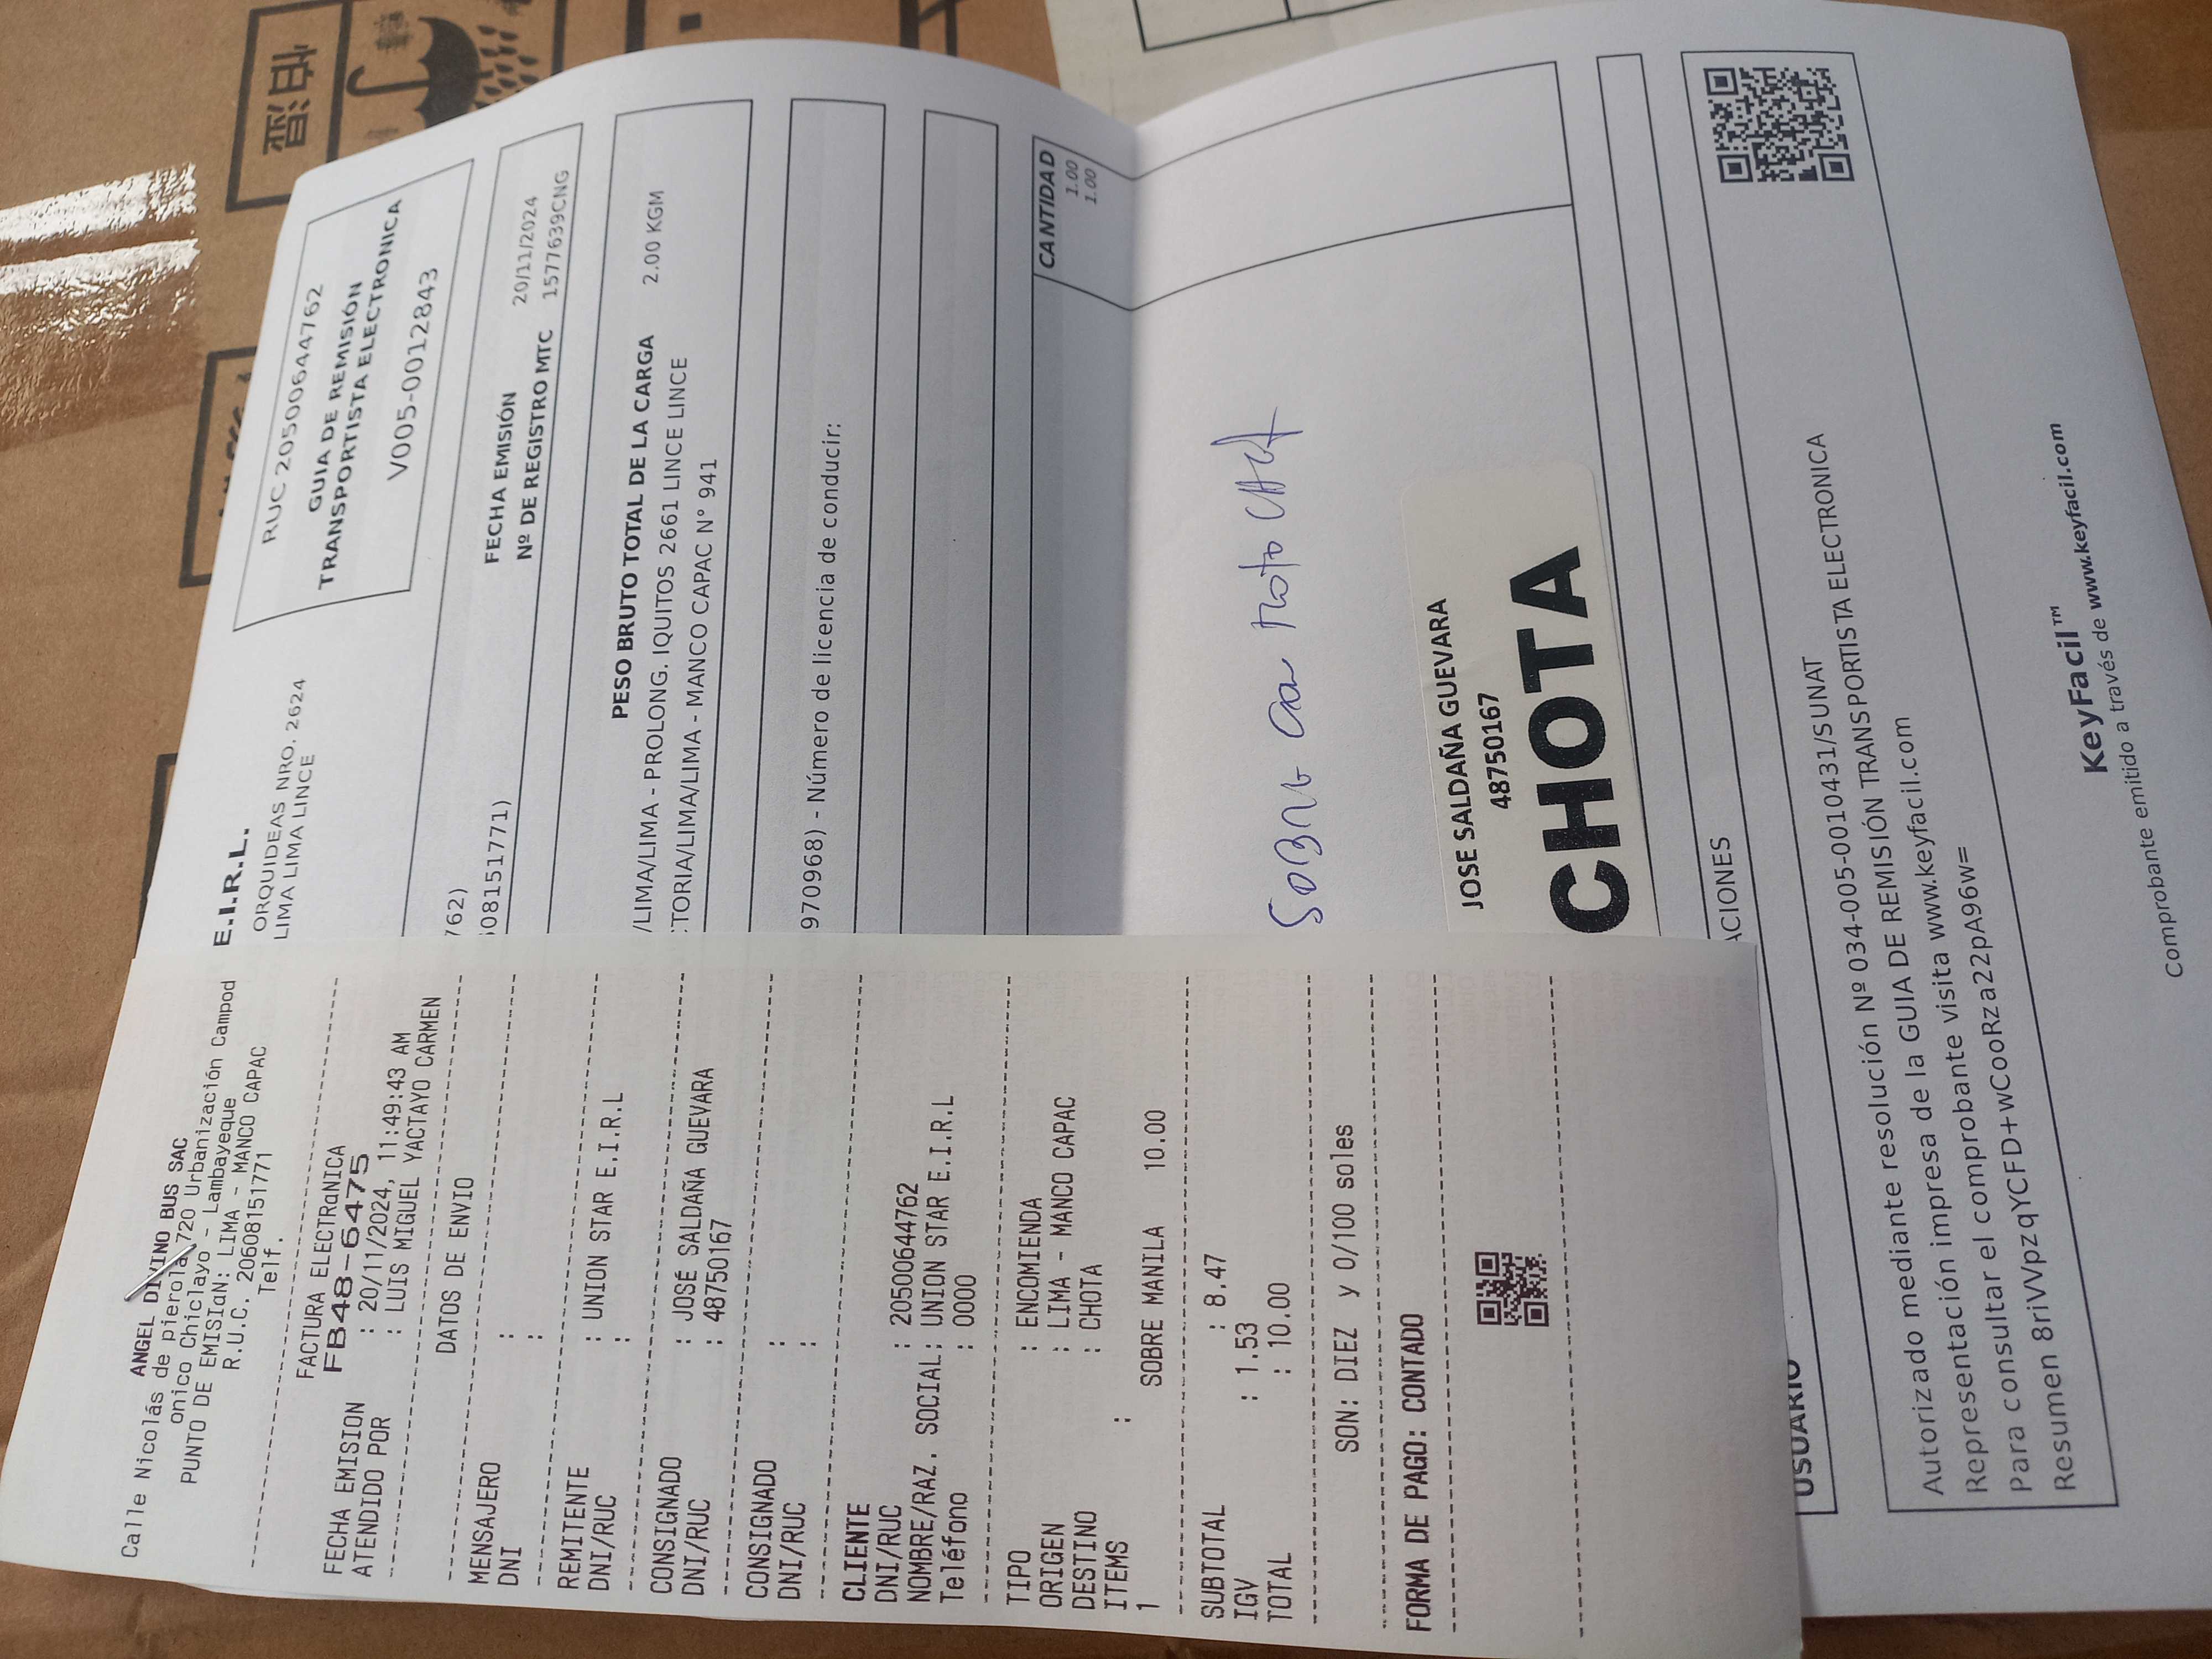 ANGEL DIVINO BUS SAC
Calle Nicolás de pierola 720 Urbanización Campod
onico Chiclayo - Lambayeque
PUNTO DE EMISIαN: LIMA - MANCO CAPAC
R.U.C. 20608151771
Telf.
FACTURA ELECTRαNICA
FB48-6475
FECHA EMISION : 20/11/2024, 11:49:43 AM
ATENDIDO POR : LUIS MIGUEL YACTAYO CARMEN
DATOS DE ENVIO
MENSAJERO :
DNI :
REMITENTE : UNION STAR E.I.R.L
DNI/RUC :
CONSIGNADO : JOSÉ SALDAÑA GUEVARA
DNI/RUC : 48750167
CONSIGNADO :
DNI/RUC :
CLIENTE
DNI/RUC : 20500644762
NOMBRE/RAZ. SOCIAL: UNION STAR E.I.R.L
Teléfono : 0000
TIPO : ENCOMIENDA
ORIGEN : LIMA - MANCO CAPAC
DESTINO : CHOTA
ITEMS :
1 SOBRE MANILA 10.00
SUBTOTAL : 8.47
IGV : 1.53
TOTAL : 10.00
SON: DIEZ y 0/100 soles
FORMA DE PAGO: CONTADO
E.I.R.L.
ORQUIDEAS NRO. 2624
LIMA LIMA LINCE
RUC 20500644762
GUIA DE REMISIÓN
TRANSPORTISTA ELECTRONICA
V005-0012843
762)
08151771)
FECHA EMISIÓN 20/11/2024
Nº DE REGISTRO MTC 1577639CNG
PESO BRUTO TOTAL DE LA CARGA 2.00 KGM
/LIMA/LIMA - PROLONG. IQUITOS 2661 LINCE LINCE
TORIA/LIMA/LIMA - MANCO CAPAC N° 941
970968) - Número de licencia de conducir:
CANTIDAD
1.00
1.00
SOBRE
JOSE SALDAÑA GUEVARA
48750167
CHOTA
ACIONES
USUARIO
Autorizado mediante resolución Nº 034-005-0010431/SUNAT
Representación impresa de la GUIA DE REMISIÓN TRANSPORTISTA ELECTRONICA
Para consultar el comprobante visita www.keyfacil.com
Resumen 8riVVpzqYCFD+wCooRza22pA96w=
KeyFacil™
Comprobante emitido a través de www.keyfacil.com